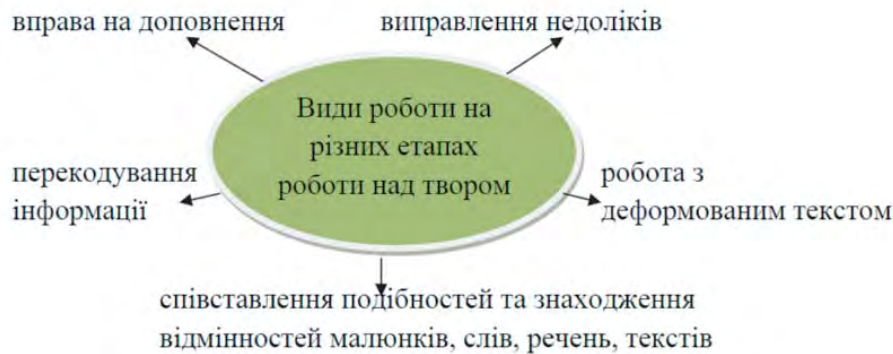 вправа на доповнення
виправлення недоліків
Види роботи на
різних етапах
роботи над твором
перекодування
інформації
робота з
деформованим текстом
співставлення подібностей та знаходження
відмінностей малюнків, слів, речень, текстів